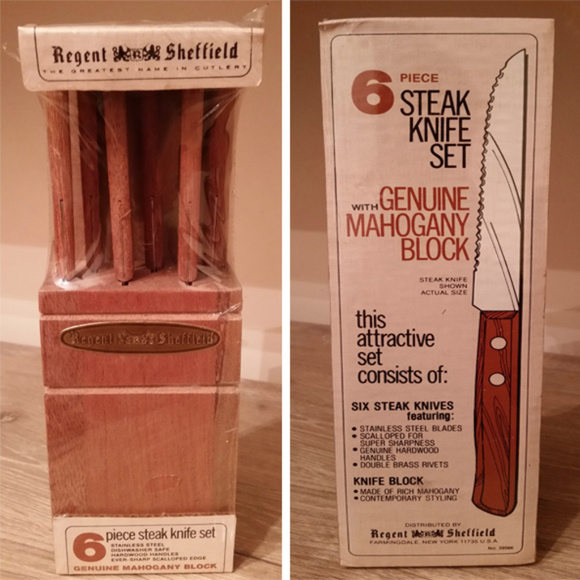 Regent R Sheffield
THE GREATEST NAME IN CUTLERY
Regent Sheffield
6 piece steak knife set
STAINLESS STEEL
DISHWASHER SAFE
HARDWOOD HANDLES
EVER-SHARP SCALLOPED EDGE
GENUINE MAHOGANY BLOCK
6 PIECE
STEAK
KNIFE
SET
WITH GENUINE
MAHOGANY
BLOCK
STEAK KNIFE
SHOWN
ACTUAL SIZE
this
attractive
set
consists of:
SIX STEAK KNIVES
featuring:
• STAINLESS STEEL BLADES
• SCALLOPED FOR
SUPER SHARPNESS
• GENUINE HARDWOOD
HANDLES
• DOUBLE BRASS RIVETS
KNIFE BLOCK
• MADE OF RICH MAHOGANY
• CONTEMPORARY STYLING
DISTRIBUTED BY
Regent Sheffield
FARMINGDALE, NEW YORK 11735 U.S.A.
No.